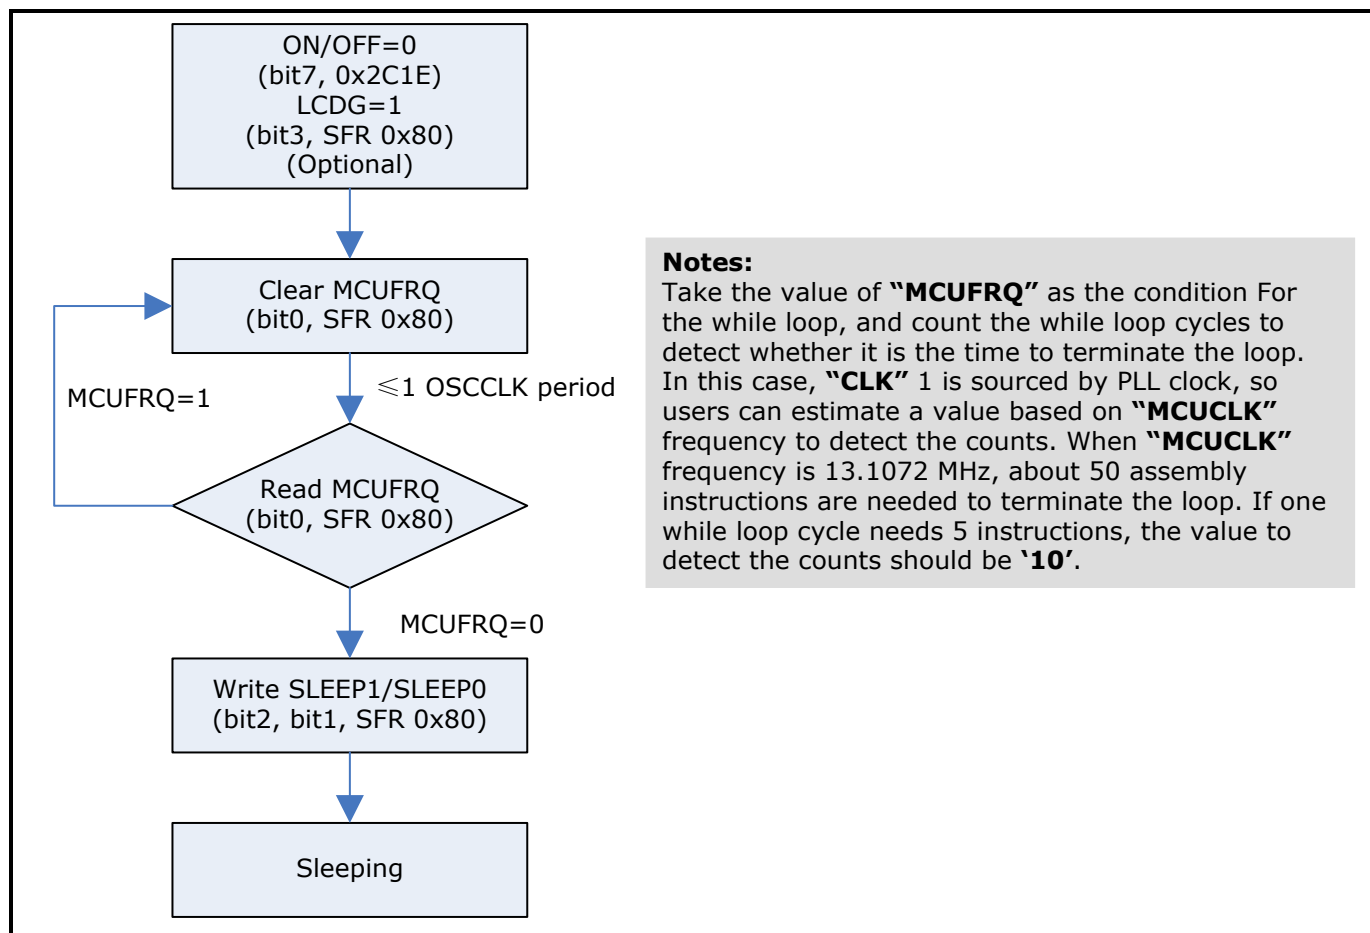 ON/OFF=0
(bit7, 0x2C1E)
LCDG=1
(bit3, SFR 0x80)
(Optional)
Clear MCUFRQ
(bit0, SFR 0x80)
≤1 OSCCLK period
MCUFRQ=1
Read MCUFRQ
(bit0, SFR 0x80)
MCUFRQ=0
Write SLEEP1/SLEEP0
(bit2, bit1, SFR 0x80)
Sleeping
Notes:
Take the value of “MCUFRQ” as the condition For
the while loop, and count the while loop cycles to
detect whether it is the time to terminate the loop.
In this case, “CLK” 1 is sourced by PLL clock, so
users can estimate a value based on “MCUCLK”
frequency to detect the counts. When “MCUCLK”
frequency is 13.1072 MHz, about 50 assembly
instructions are needed to terminate the loop. If one
while loop cycle needs 5 instructions, the value to
detect the counts should be ‘10’.